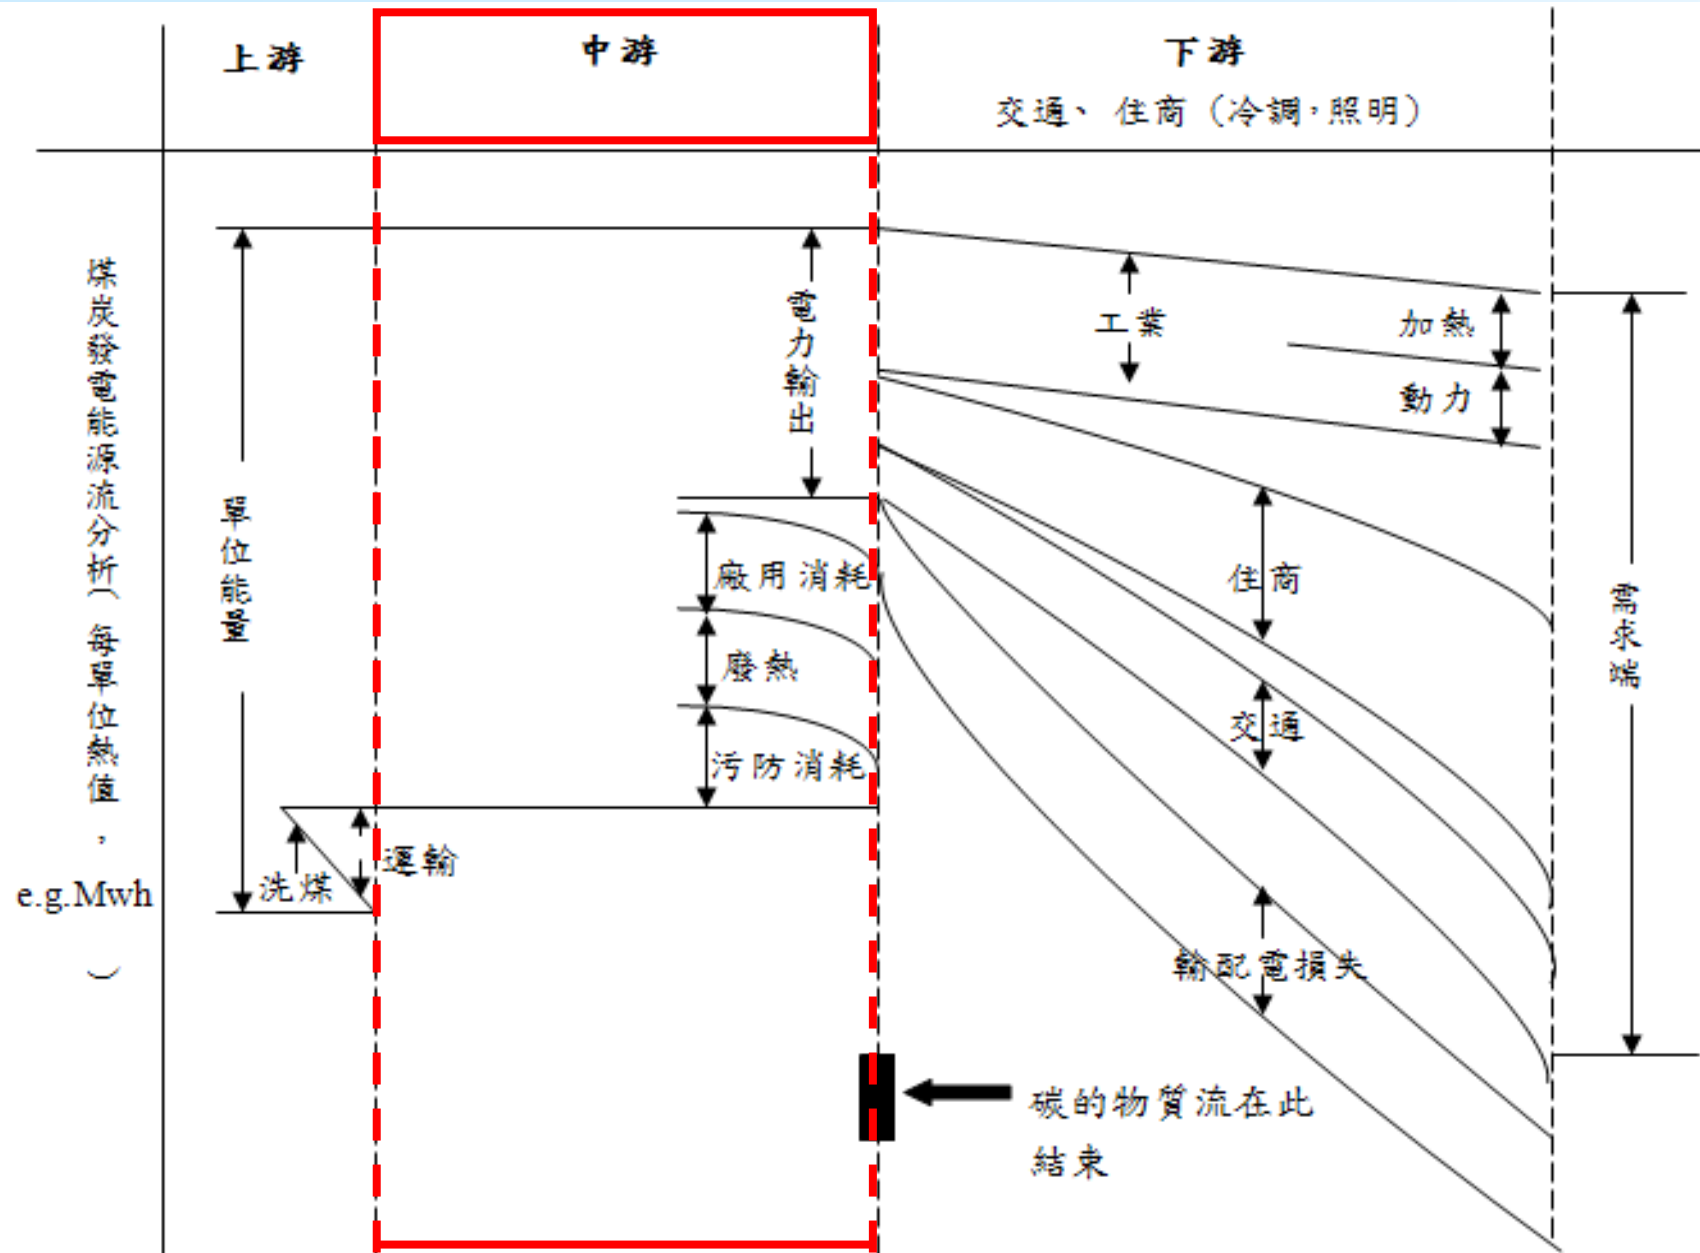 上游
中游
下游
交通、住商（冷調，照明）
煤炭發電能源流分析（每單位熱值，
e.g.Mwh
）
單位能量
電力輸出
廠用消耗
廢熱
污防消耗
運輸
洗煤
工業
加熱
動力
住商
交通
輸配電損失
需求端
碳的物質流在此
結束